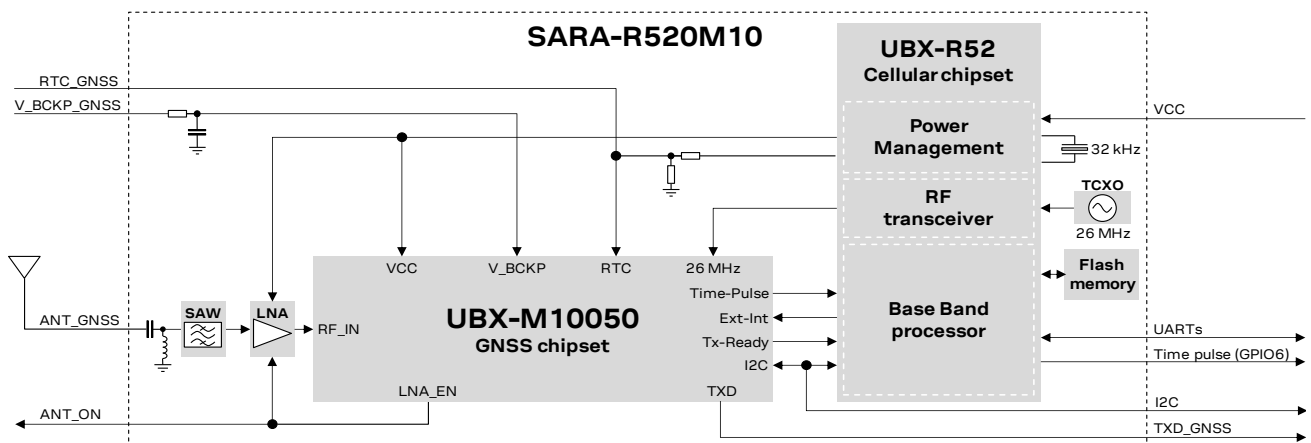 SARA-R520M10
UBX-R52
Cellular chipset
RTC_GNSS
V_BCKP_GNSS
VCC
Power
Management
32 kHz
TCXO
RF
transceiver
26 MHz
VCC
V_BCKP
RTC
26 MHz
Flash
memory
Time-Pulse
SAW
LNA
ANT_GNSS
RF_IN
UBX-M10050
GNSS chipset
Ext-Int
Base Band
processor
Tx-Ready
UARTs
I2C
Time pulse (GPIO6)
LNA_EN
TXD
I2C
ANT_ON
TXD_GNSS